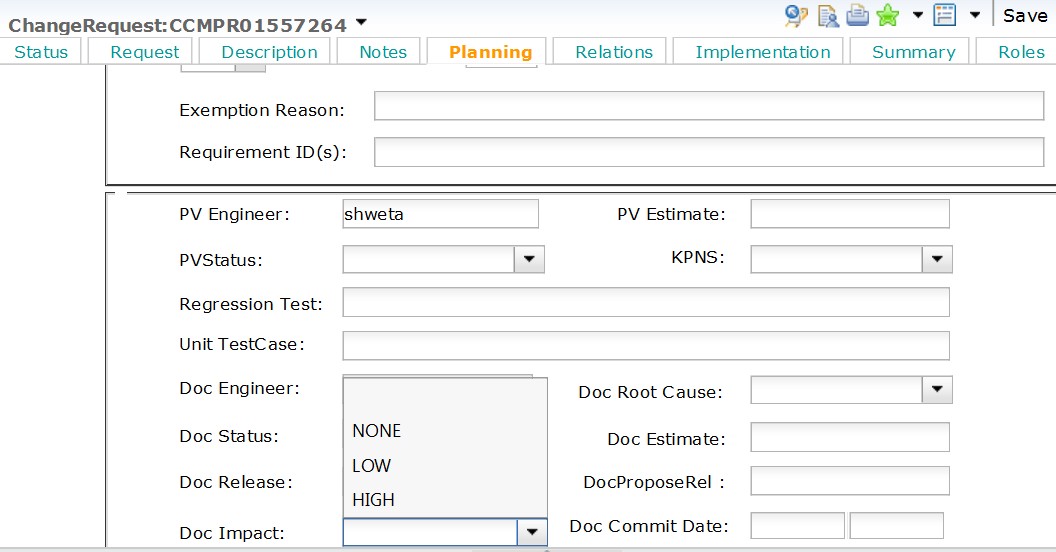 ChangeRequest:CCMPR01557264
Save
Status Request Description Notes Planning Relations Implementation Summary Roles
Exemption Reason:
Requirement ID(s):
PV Engineer: shweta PV Estimate:
PVStatus: KPNS:
Regression Test:
Unit TestCase:
Doc Engineer: Doc Root Cause:
Doc Status: NONE Doc Estimate:
LOW
Doc Release: DocProposeRel :
HIGH
Doc Impact: Doc Commit Date: